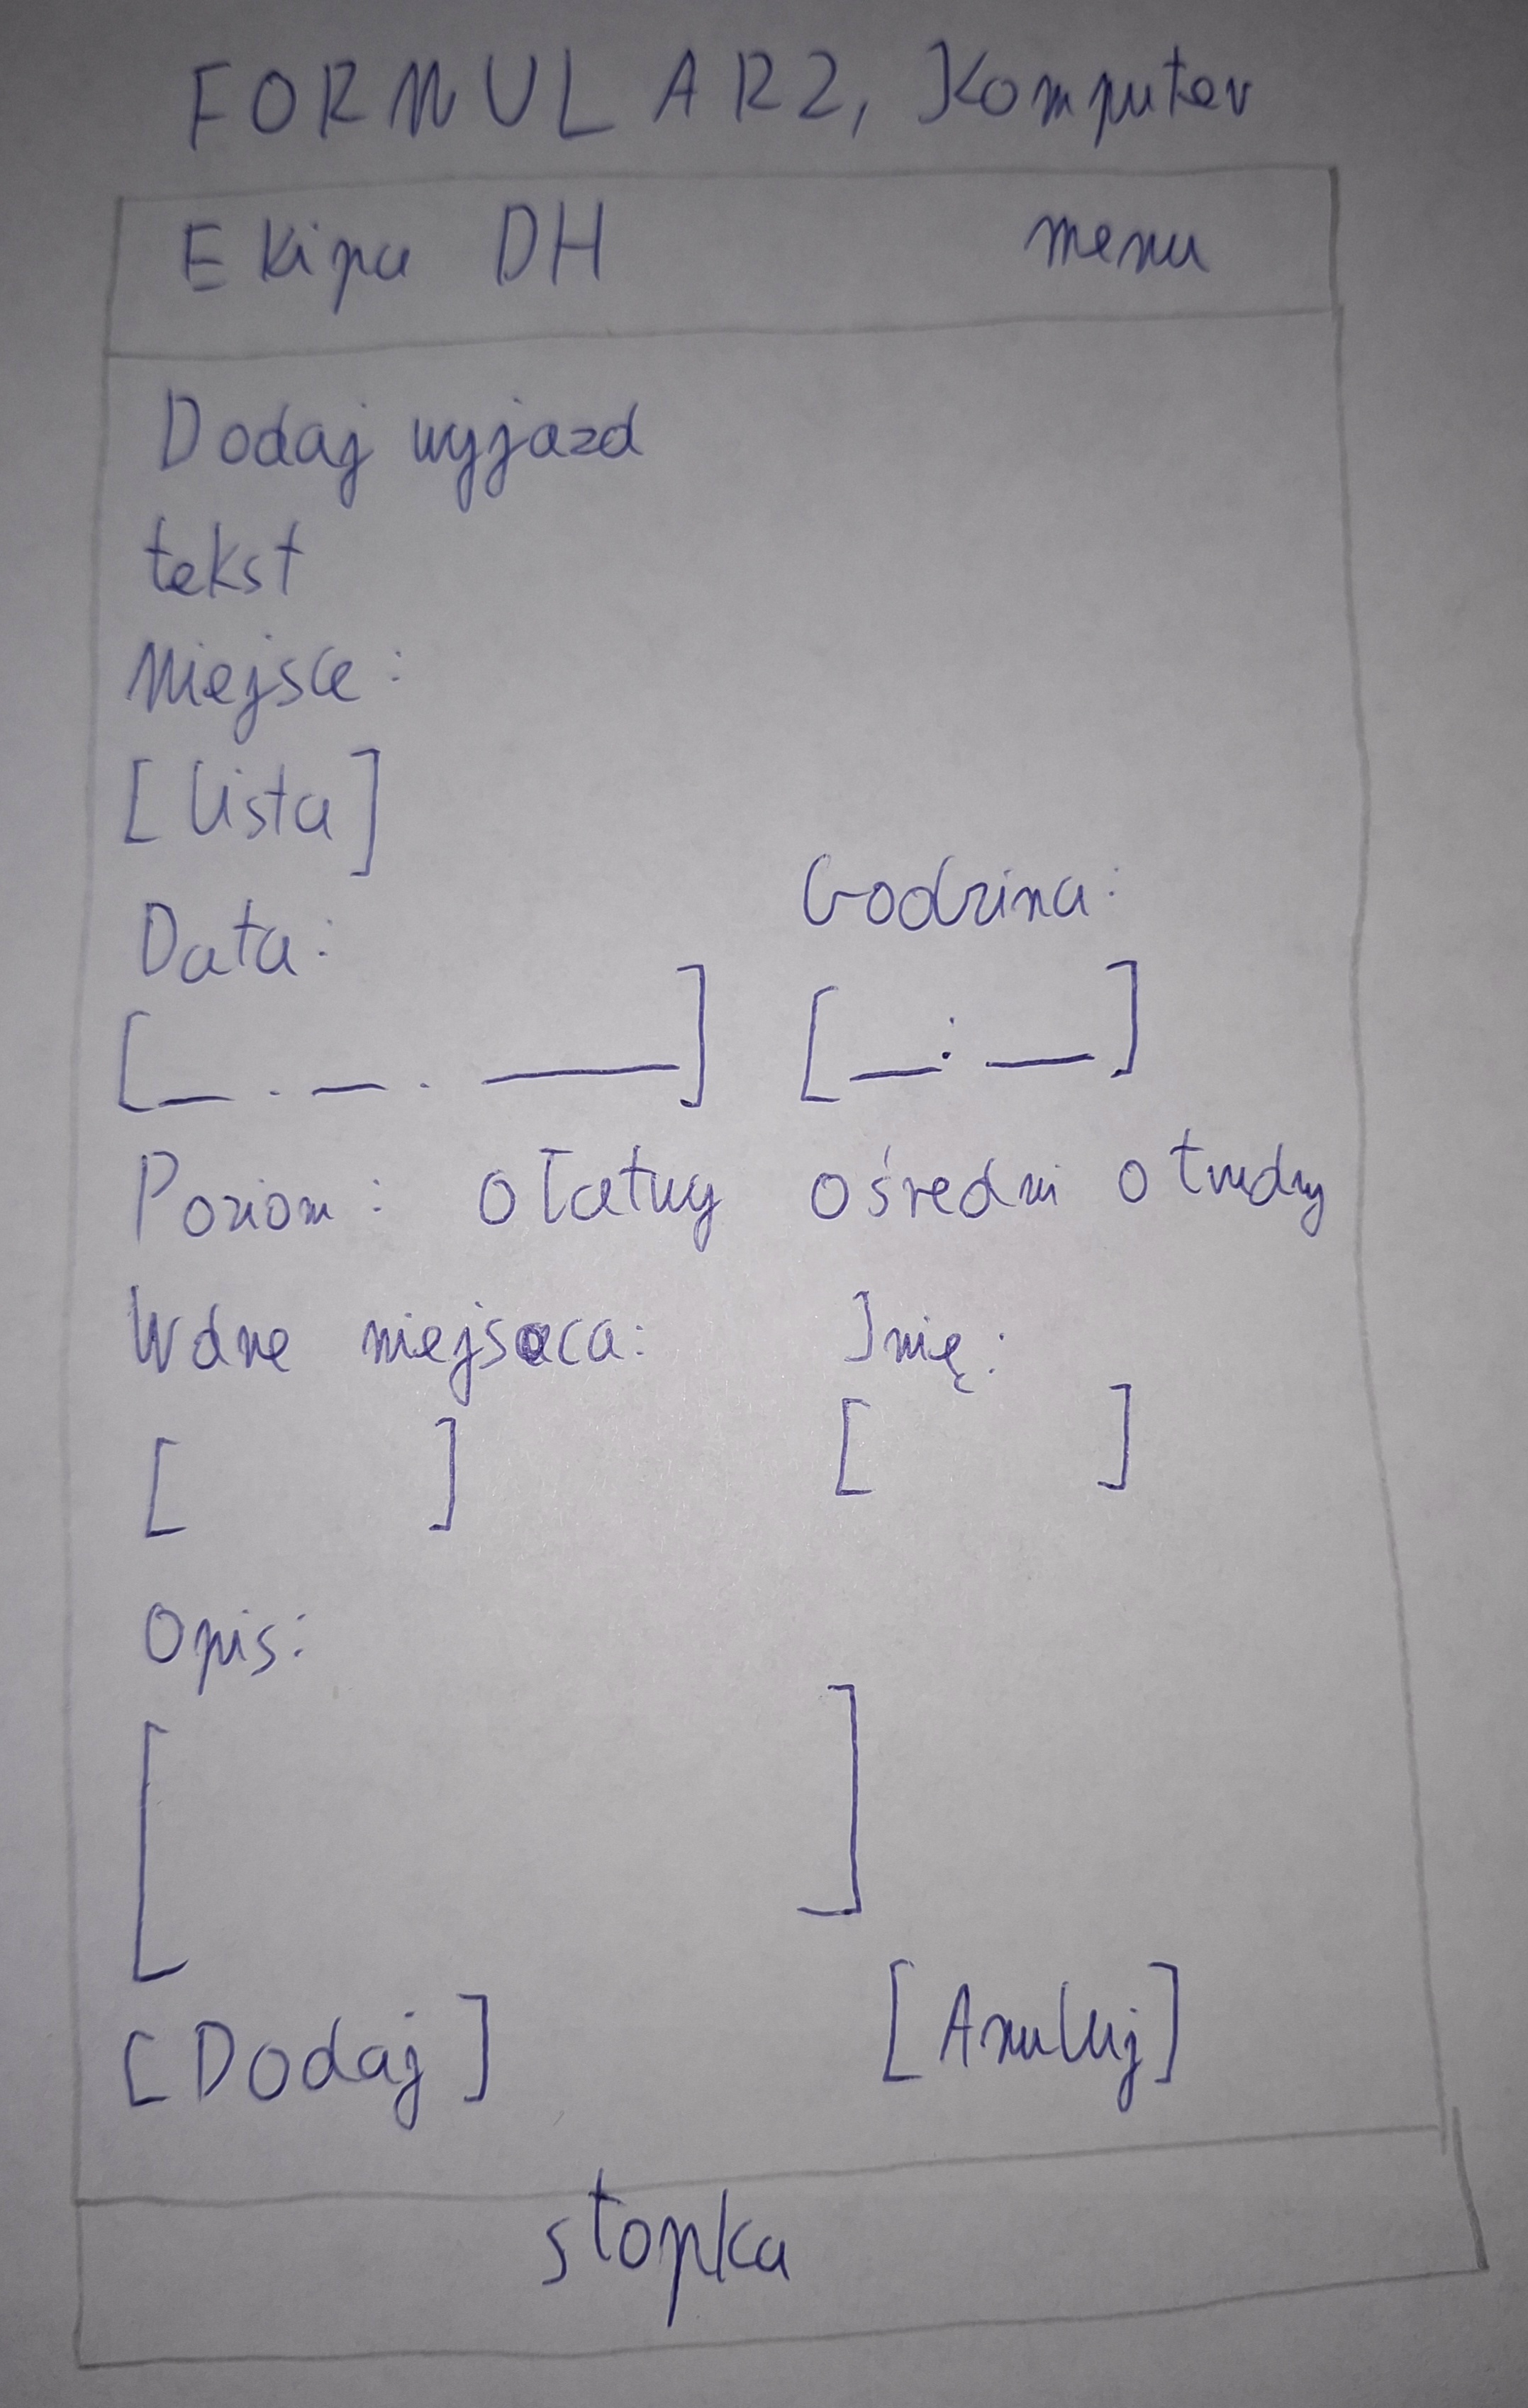 FORMULARZ, Komputer
Ekipa DH menu
Dodaj wyjazd
tekst
Miejsce:
[lista]
Data: Godzina:
[_ . _ . __] [_ : _]
Poziom: o łatwy o średni o trudny
Wolne miejsca: Imię:
[ ] [ ]
Opis:
[ ]
[Dodaj] [Anuluj]
stopka